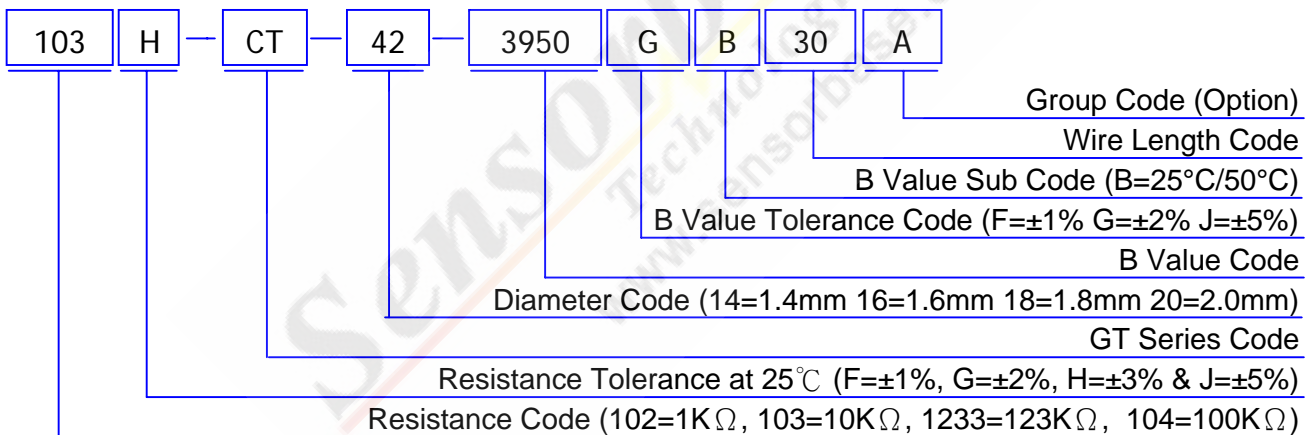 103 H — CT — 42 — 3950 G B 30 A
Group Code (Option)
Wire Length Code
B Value Sub Code (B=25°C/50°C)
B Value Tolerance Code (F=±1% G=±2% J=±5%)
B Value Code
Diameter Code (14=1.4mm 16=1.6mm 18=1.8mm 20=2.0mm)
GT Series Code
Resistance Tolerance at 25℃ (F=±1%, G=±2%, H=±3% & J=±5%)
Resistance Code (102=1KΩ, 103=10KΩ, 1233=123KΩ, 104=100KΩ)